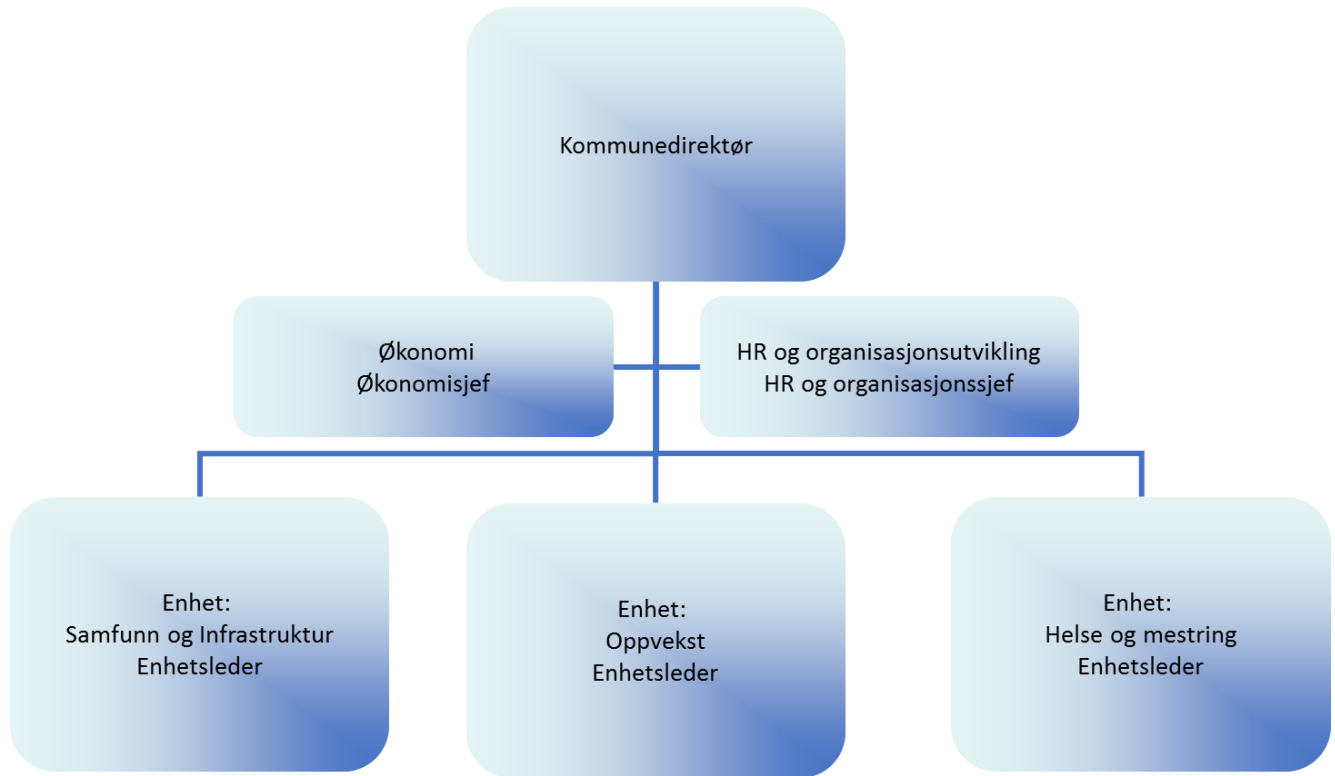 Kommunedirektør
Økonomi
Økonomisjef
HR og organisasjonsutvikling
HR og organisasjonssjef
Enhet:
Samfunn og Infrastruktur
Enhetsleder
Enhet:
Oppvekst
Enhetsleder
Enhet:
Helse og mestring
Enhetsleder